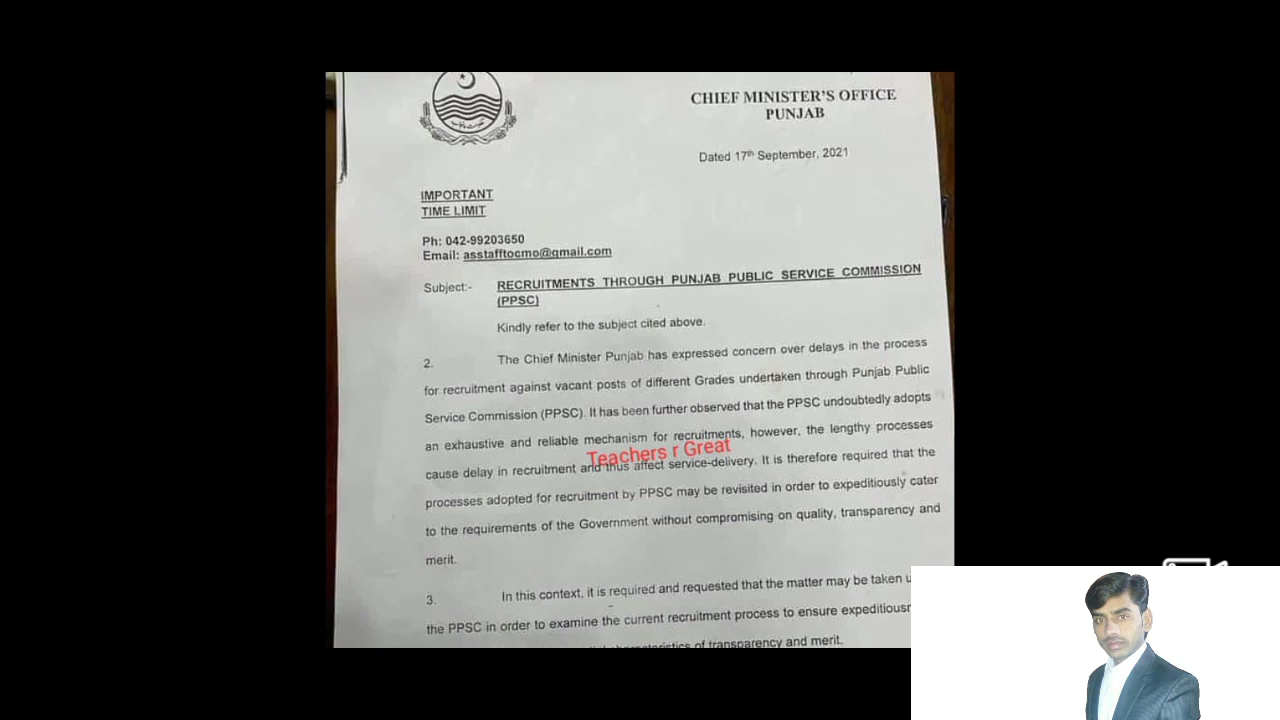 CHIEF MINISTER'S OFFICE
PUNJAB
Dated 17th September, 2021
IMPORTANT
TIME LIMIT
Ph: 042-99203650
Email: asstafftocmo@gmail.com
Subject:- RECRUITMENTS THROUGH PUNJAB PUBLIC SERVICE COMMISSION
(PPSC)
Kindly refer to the subject cited above.
2. The Chief Minister Punjab has expressed concern over delays in the process
for recruitment against vacant posts of different Grades undertaken through Punjab Public
Service Commission (PPSC). It has been further observed that the PPSC undoubtedly adopts
an exhaustive and reliable mechanism for recruitments, however, the lengthy processes
Teachers r Great
cause delay in recruitment and thus affect service-delivery. It is therefore required that the
processes adopted for recruitment by PPSC may be revisited in order to expeditiously cater
to the requirements of the Government without compromising on quality, transparency and
merit.
3. In this context, it is required and requested that the matter may be taken
the PPSC in order to examine the current recruitment process to ensure
of transparency and merit.